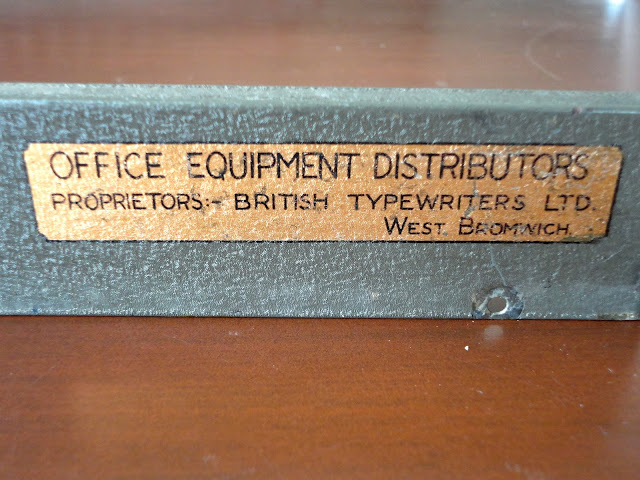 OFFICE EQUIPMENT DISTRIBUTORS
PROPRIETORS:- BRITISH TYPEWRITERS LTD.
WEST BROMWICH.